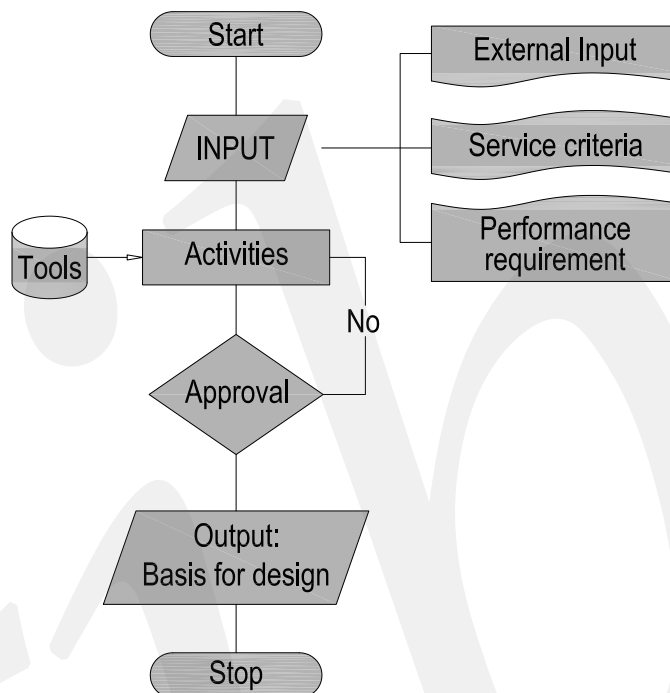 Start
External Input
INPUT
Service criteria
Performance
requirement
Tools
Activities
No
Approval
Output:
Basis for design
Stop